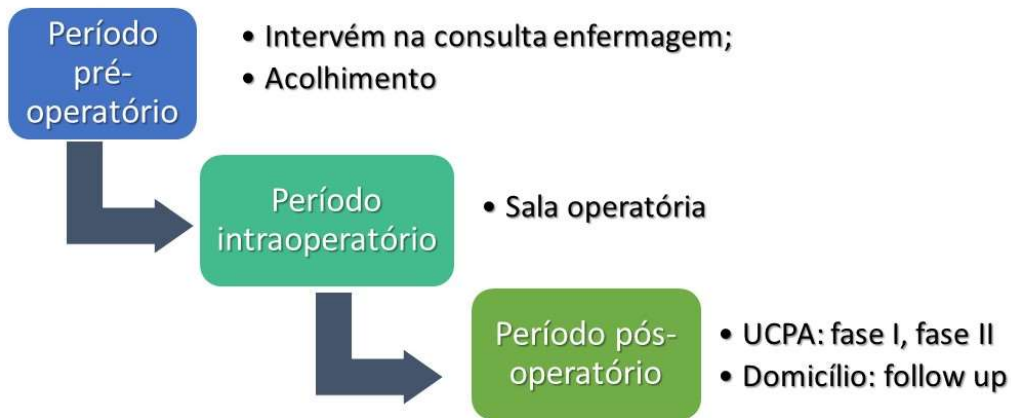 Período
pré-
operatório
• Intervém na consulta enfermagem;
• Acolhimento
Período
intraoperatório
• Sala operatória
Período pós-
operatório
• UCPA: fase I, fase II
• Domicílio: follow up